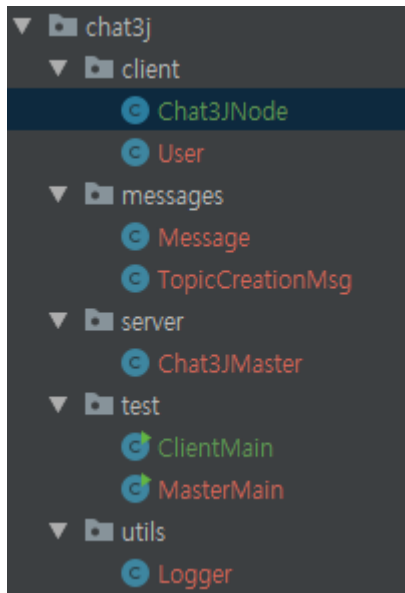 chat3j
client
Chat3JNode
User
messages
Message
TopicCreationMsg
server
Chat3JMaster
test
ClientMain
MasterMain
utils
Logger